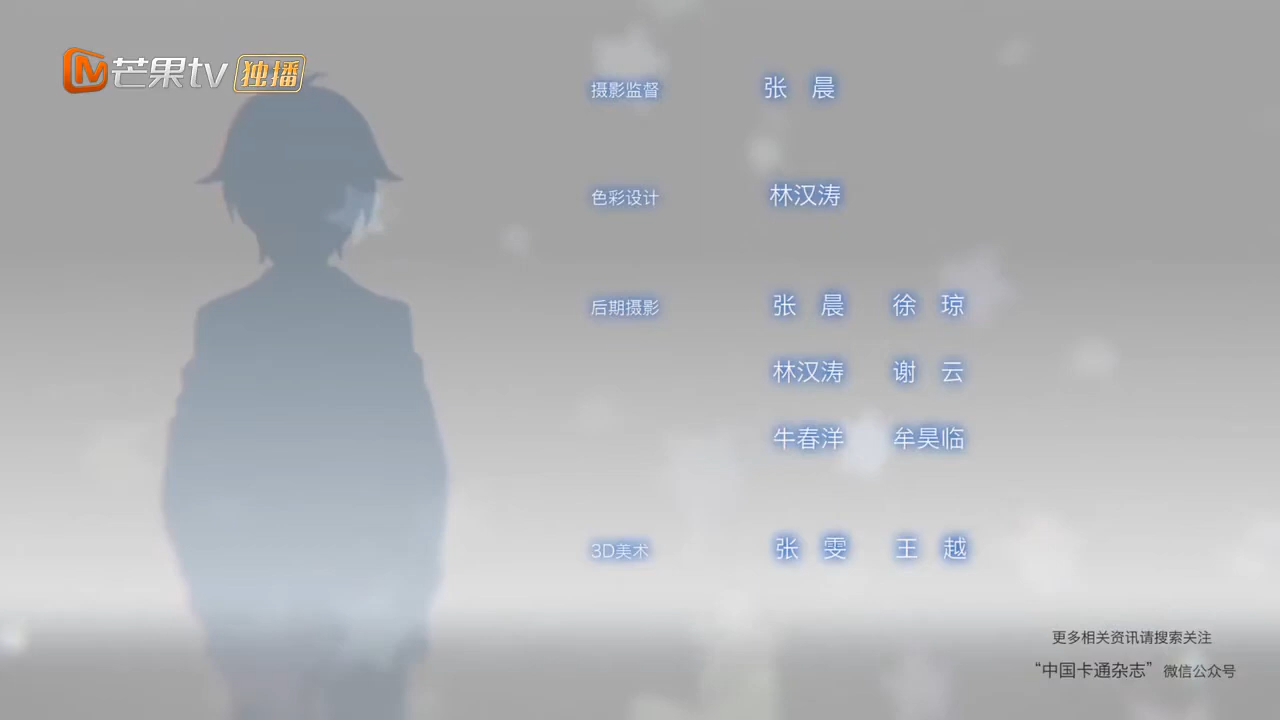 芒果tv 独播
摄影监督 张晨
色彩设计 林汉涛
后期摄影 张晨 徐琼
林汉涛 谢云
牛春洋 牟昊临
3D美术 张雯 王越
更多相关资讯请搜索关注
“中国卡通杂志” 微信公众号